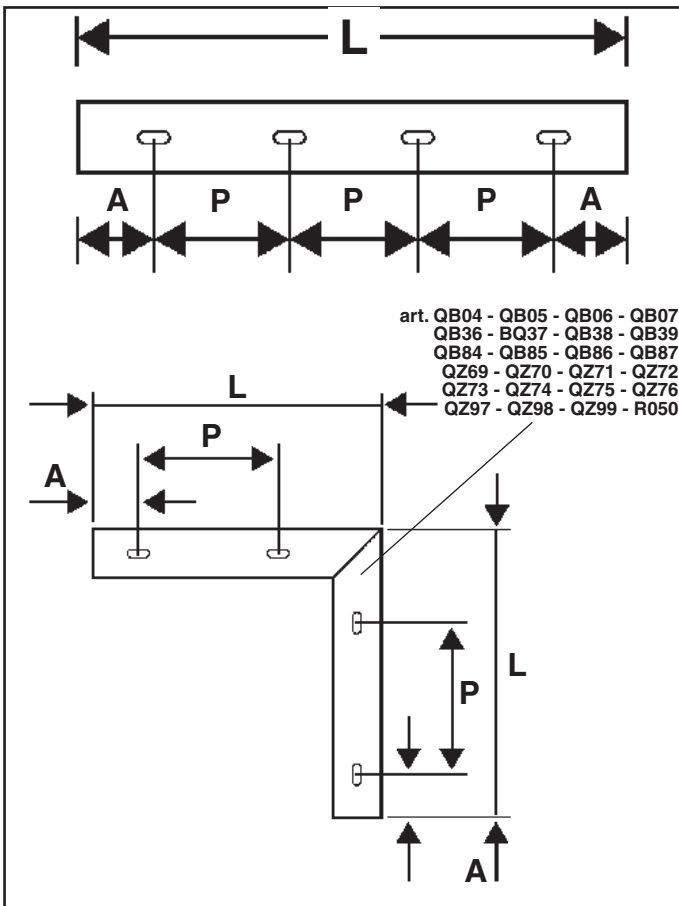 L
A P P P A
art. QB04 - QB05 - QB06 - QB07
QB36 - BQ37 - QB38 - QB39
QB84 - QB85 - QB86 - QB87
QZ69 - QZ70 - QZ71 - QZ72
QZ73 - QZ74 - QZ75 - QZ76
QZ97 - QZ98 - QZ99 - R050
L
P
A
L
P
A